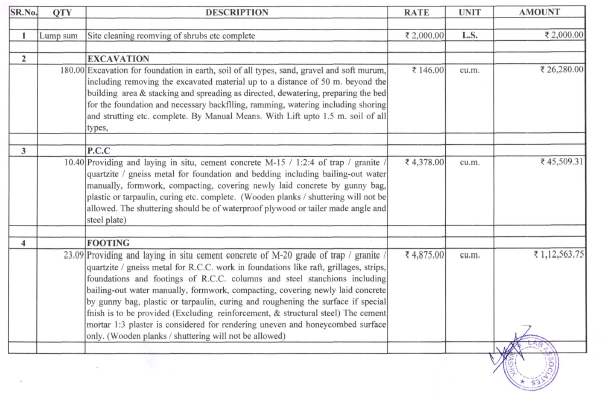 SR.No. QTY DESCRIPTION RATE UNIT AMOUNT
1 Lump sum Site cleaning reomving of shrubs etc complete ₹ 2,000.00 L.S. ₹ 2,000.00
2 EXCAVATION
180.00 Excavation for foundation in earth, soil of all types, sand, gravel and soft murum, ₹ 146.00 cu.m. ₹ 26,280.00
including removing the excavated material up to a distance of 50 m. beyond the
building area & stacking and spreading as directed, dewatering, preparing the bed
for the foundation and necessary backflling, ramming, watering including shoring
and strutting etc. complete. By Manual Means. With Lift upto 1.5 m. soil of all
types,
3 P.C.C
10.40 Providing and laying in situ, cement concrete M-15 / 1:2:4 of trap / granite / ₹ 4,378.00 cu.m. ₹ 45,509.31
quartzite / gneiss metal for foundation and bedding including bailing-out water
manually, formwork, compacting, covering newly laid concrete by gunny bag,
plastic or tarpaulin, curing etc. complete. (Wooden planks / shuttering will not be
allowed. The shuttering should be of waterproof plywood or tailer made angle and
steel plate)
4 FOOTING
23.09 Providing and laying in situ cement concrete of M-20 grade of trap / granite / ₹ 4,875.00 cu.m. ₹ 1,12,563.75
quartzite / gneiss metal for R.C.C. work in foundations like raft, grillages, strips,
foundations and footings of R.C.C. columns and steel stanchions including
bailing-out water manually, formwork, compacting, covering newly laid concrete
by gunny bag, plastic or tarpaulin, curing and roughening the surface if special
fnish is to be provided (Excluding reinforcement, & structural steel) The cement
mortar 1:3 plaster is considered for rendering uneven and honeycombed surface
only. (Wooden planks / shuttering will not be allowed)
ASSOCIATES